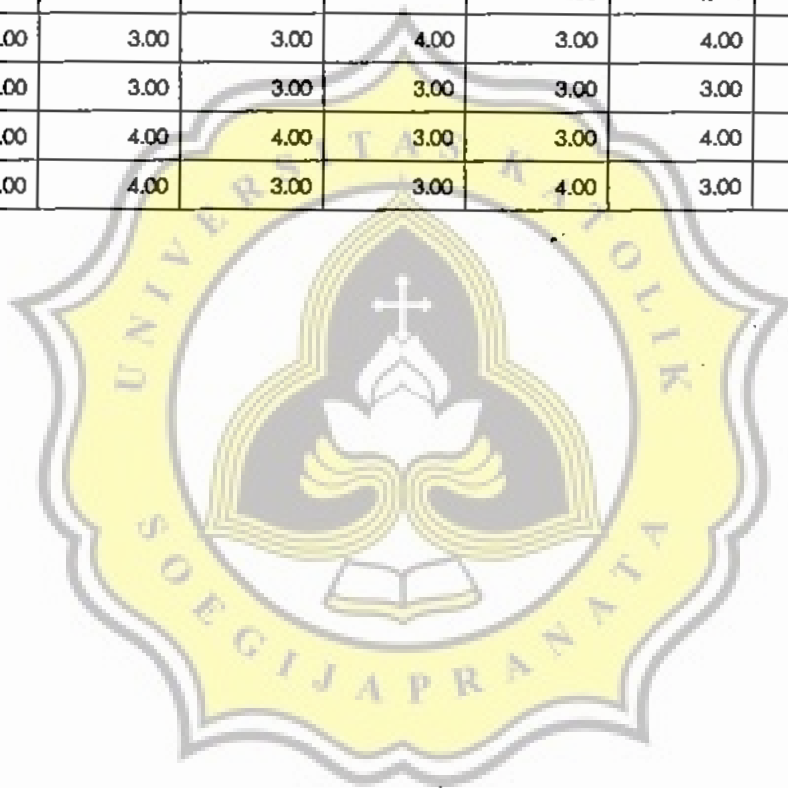 .00 3.00 3.00 4.00 3.00 4.00
.00 3.00 3.00 3.00 3.00 3.00
.00 4.00 4.00 3.00 3.00 4.00
.00 4.00 3.00 3.00 4.00 3.00
UNIVERSITAS KATOLIK
SOEGIJAPRANATA